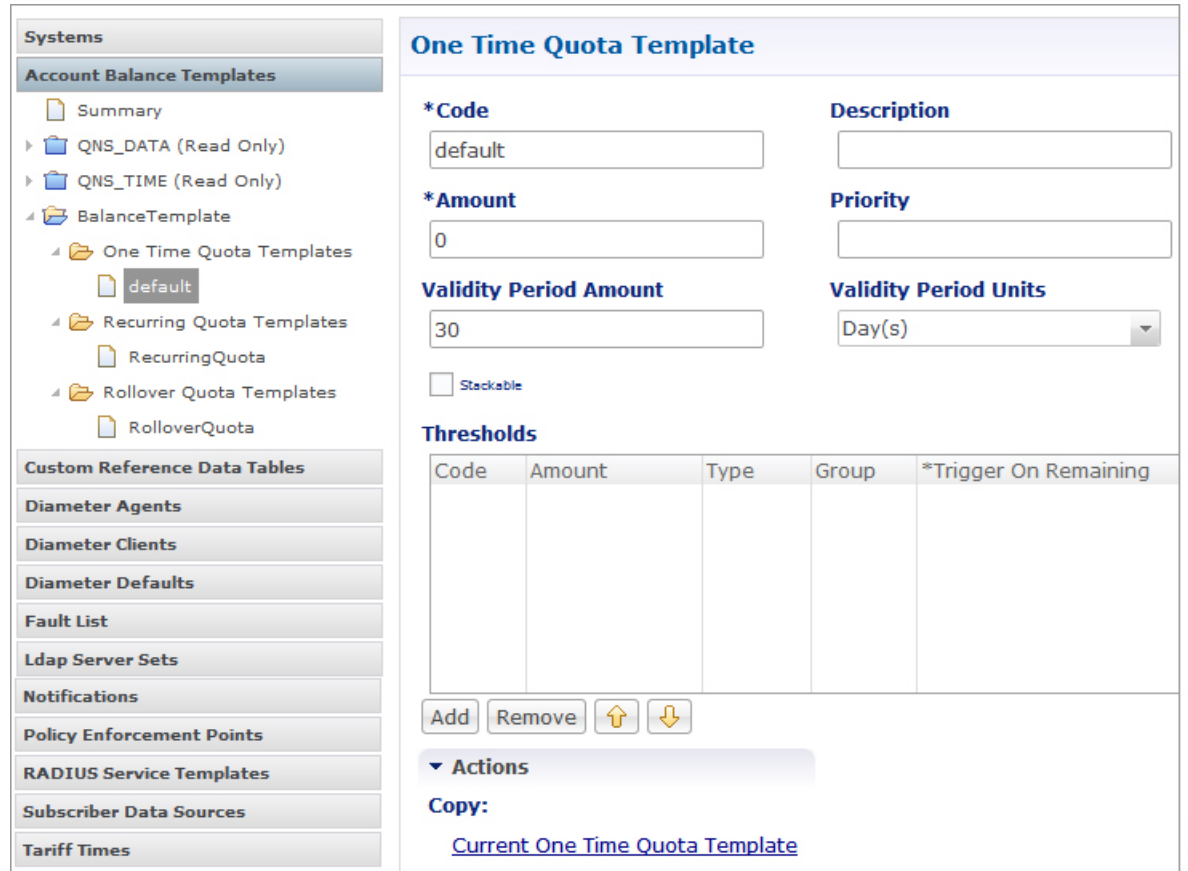 Systems
Account Balance Templates
Summary
QNS_DATA (Read Only)
QNS_TIME (Read Only)
BalanceTemplate
One Time Quota Templates
default
Recurring Quota Templates
RecurringQuota
Rollover Quota Templates
RolloverQuota
Custom Reference Data Tables
Diameter Agents
Diameter Clients
Diameter Defaults
Fault List
Ldap Server Sets
Notifications
Policy Enforcement Points
RADIUS Service Templates
Subscriber Data Sources
Tariff Times
One Time Quota Template
*Code Description
default
*Amount Priority
0
Validity Period Amount Validity Period Units
30 Day(s)
Stackable
Thresholds
Code Amount Type Group *Trigger On Remaining
Add Remove
Actions
Copy:
Current One Time Quota Template